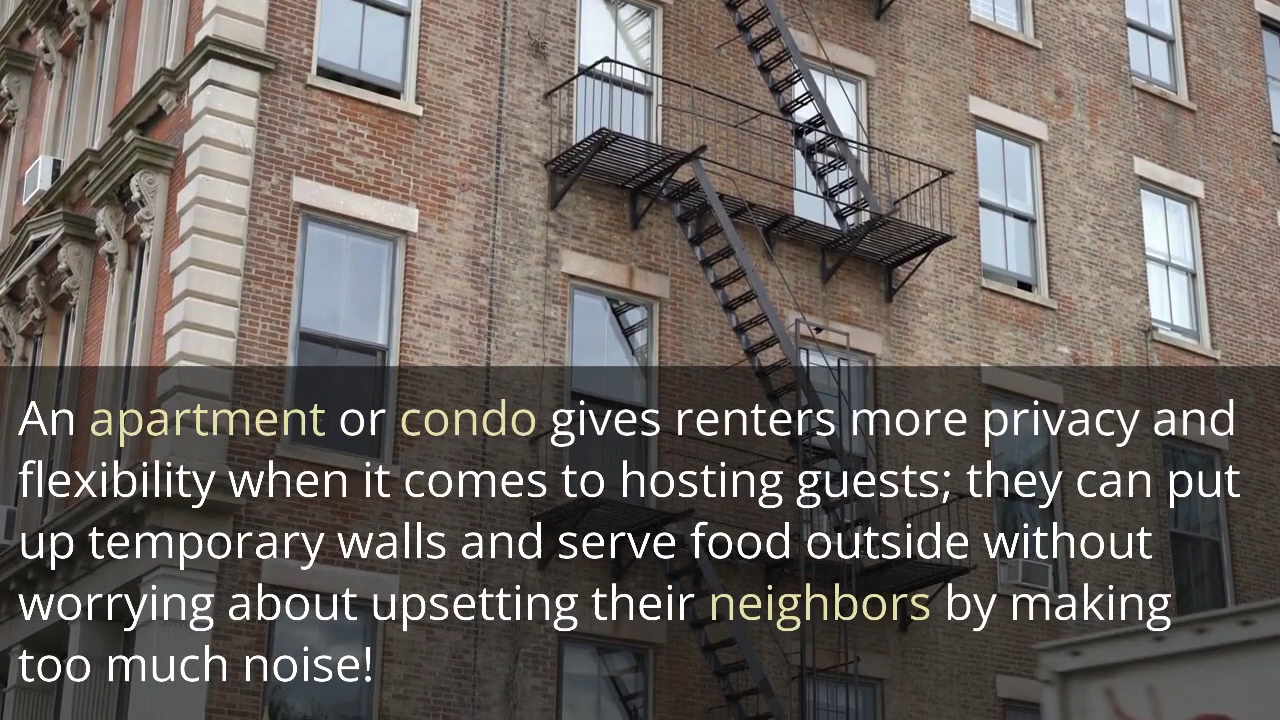 An apartment or condo gives renters more privacy and
flexibility when it comes to hosting guests; they can put
up temporary walls and serve food outside without
worrying about upsetting their neighbors by making
too much noise!